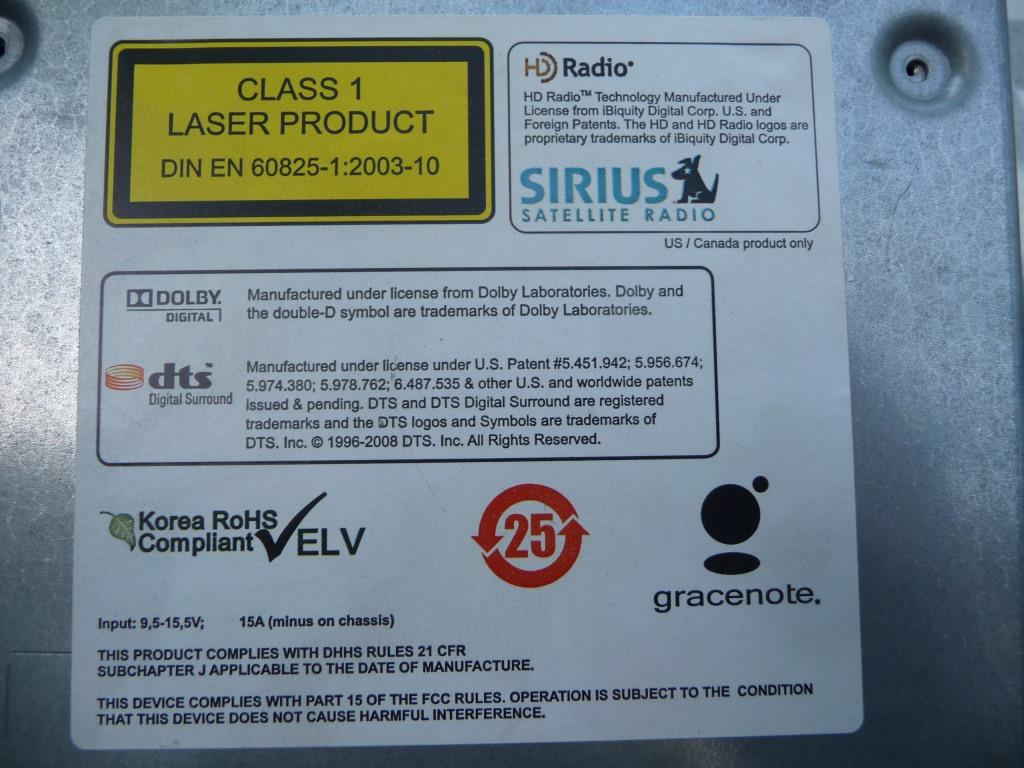 CLASS 1
LASER PRODUCT
DIN EN 60825-1:2003-10
HD Radio
HD Radio™ Technology Manufactured Under
License from iBiquity Digital Corp. U.S. and
Foreign Patents. The HD and HD Radio logos are
proprietary trademarks of iBiquity Digital Corp.
SIRIUS
SATELLITE RADIO
US / Canada product only
DOLBY
DIGITAL
Manufactured under license from Dolby Laboratories. Dolby and
the double-D symbol are trademarks of Dolby Laboratories.
dts
Digital Surround
Manufactured under license under U.S. Patent #5.451.942; 5.956.674;
5.974.380; 5.978.762; 6.487.535 & other U.S. and worldwide patents
issued & pending. DTS and DTS Digital Surround are registered
trademarks and the DTS logos and Symbols are trademarks of
DTS. Inc. © 1996-2008 DTS. Inc. All Rights Reserved.
Korea RoHS
Compliant
ELV
25
gracenote.
Input: 9,5-15,5V; 15A (minus on chassis)
THIS PRODUCT COMPLIES WITH DHHS RULES 21 CFR
SUBCHAPTER J APPLICABLE TO THE DATE OF MANUFACTURE.
THIS DEVICE COMPLIES WITH PART 15 OF THE FCC RULES. OPERATION IS SUBJECT TO THE CONDITION
THAT THIS DEVICE DOES NOT CAUSE HARMFUL INTERFERENCE.